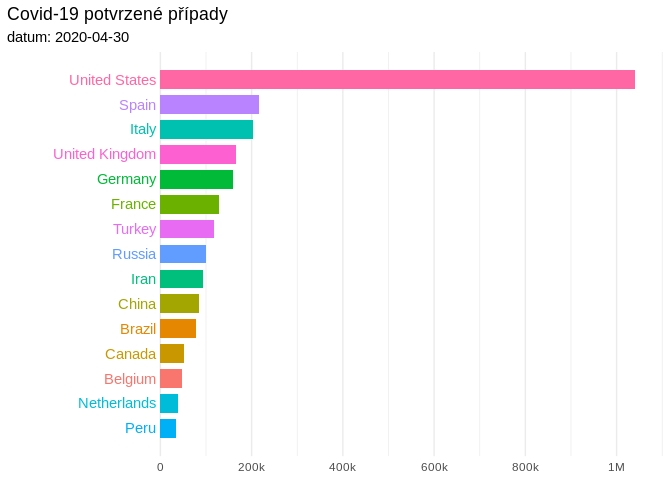 Covid-19 potvrzené případy
datum: 2020-04-30
United States
Spain
Italy
United Kingdom
Germany
France
Turkey
Russia
Iran
China
Brazil
Canada
Belgium
Netherlands
Peru
0 200k 400k 600k 800k 1M